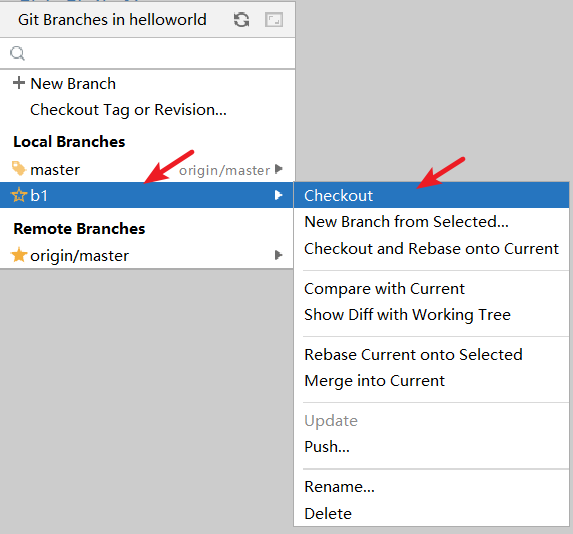 Git Branches in helloworld
New Branch
Checkout Tag or Revision...
Local Branches
master origin/master
b1
Remote Branches
origin/master
Checkout
New Branch from Selected...
Checkout and Rebase onto Current
Compare with Current
Show Diff with Working Tree
Rebase Current onto Selected
Merge into Current
Update
Push...
Rename...
Delete